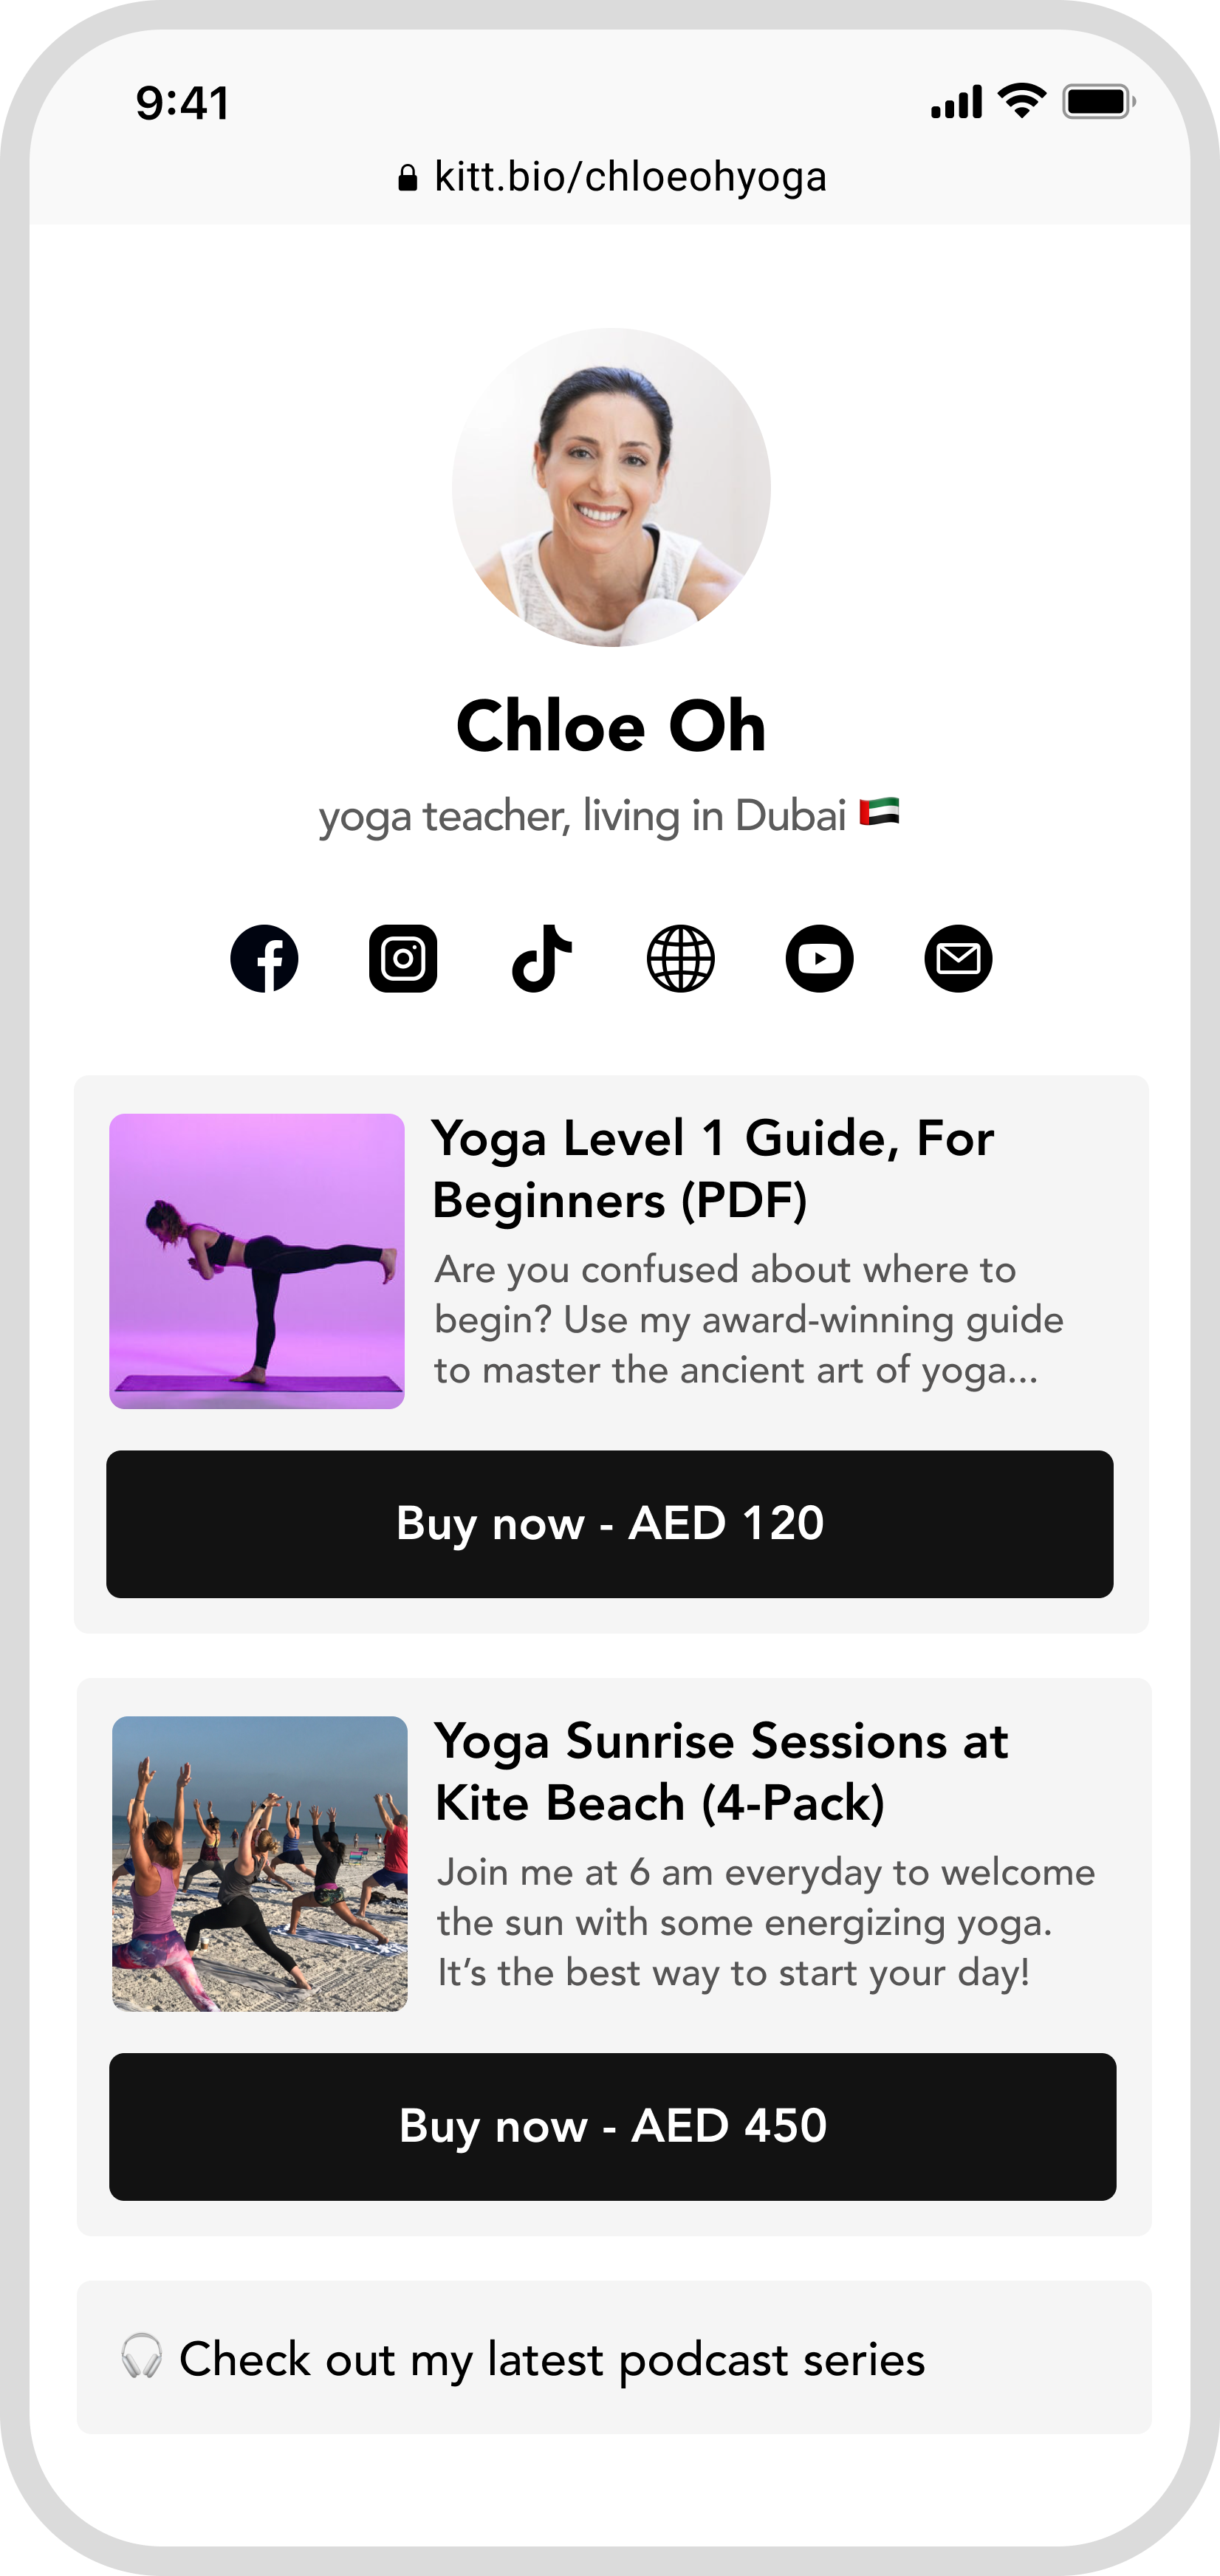 9:41
kitt.bio/chloeohyoga
Chloe Oh
yoga teacher, living in Dubai 🇦🇪
Yoga Level 1 Guide, For
Beginners (PDF)
Are you confused about where to
begin? Use my award-winning guide
to master the ancient art of yoga...
Buy now - AED 120
Yoga Sunrise Sessions at
Kite Beach (4-Pack)
Join me at 6 am everyday to welcome
the sun with some energizing yoga.
It’s the best way to start your day!
Buy now - AED 450
🎧 Check out my latest podcast series